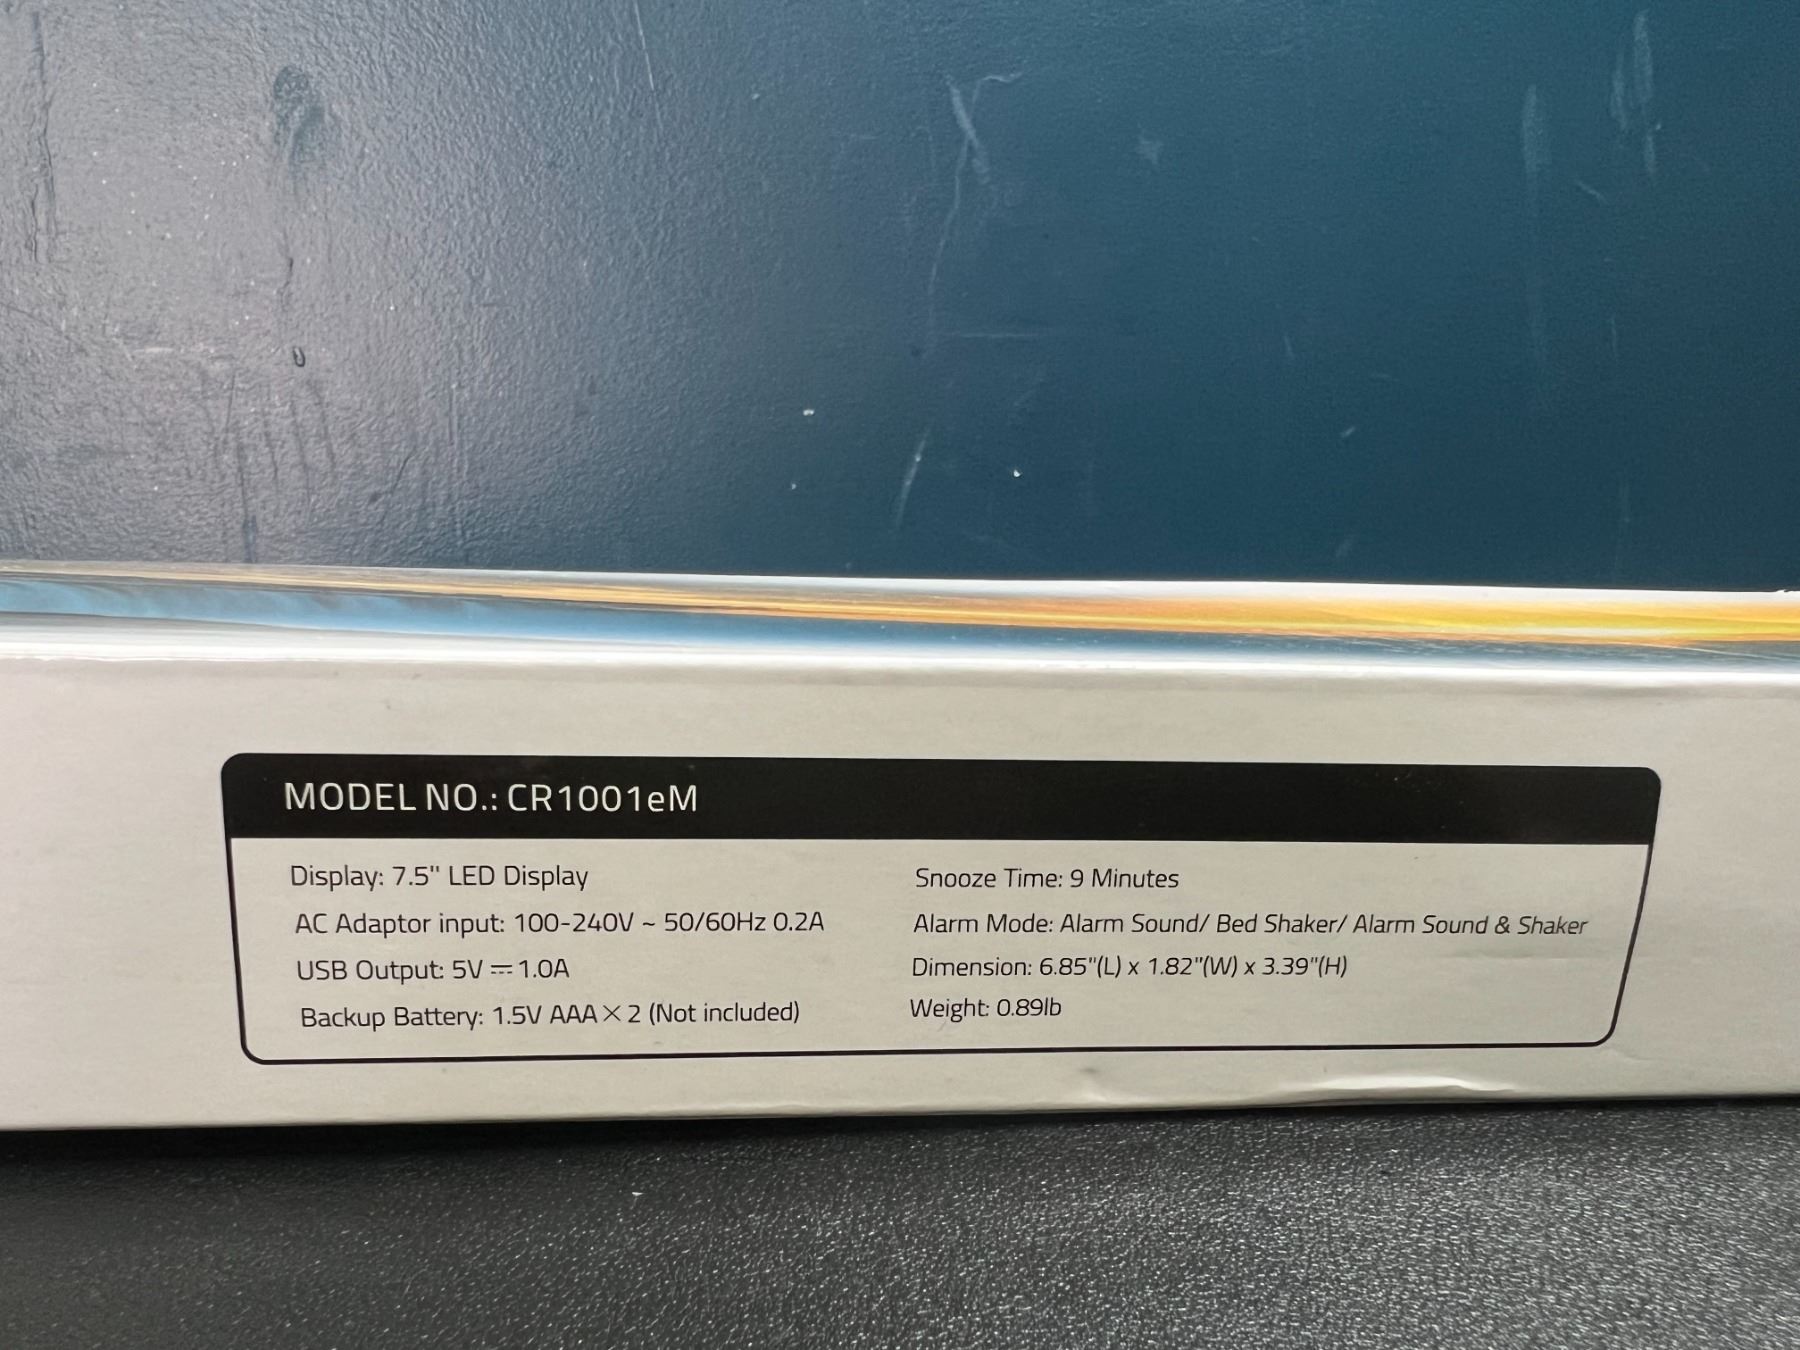 MODEL NO.: CR1001eM
Display: 7.5" LED Display
AC Adaptor input: 100-240V ~ 50/60Hz 0.2A
USB Output: 5V ⎓ 1.0A
Backup Battery: 1.5V AAA × 2 (Not included)
Snooze Time: 9 Minutes
Alarm Mode: Alarm Sound/ Bed Shaker/ Alarm Sound & Shaker
Dimension: 6.85"(L) x 1.82"(W) x 3.39"(H)
Weight: 0.89lb